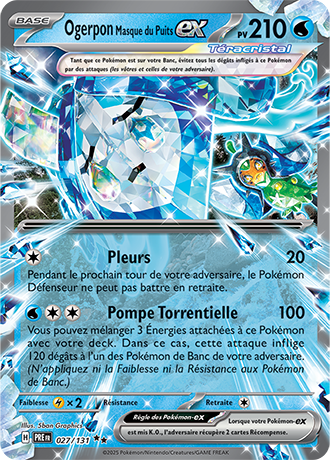 BASE
Ogerpon Masque du Puits ex PV 210
Téracristal
Tant que ce Pokémon est sur votre Banc, évitez tous les dégâts infligés à ce Pokémon
par des attaques (les vôtres et celles de votre adversaire).
Pleurs 20
Pendant le prochain tour de votre adversaire, le Pokémon
Défenseur ne peut pas battre en retraite.
Pompe Torrentielle 100
Vous pouvez mélanger 3 Énergies attachées à ce Pokémon
avec votre deck. Dans ce cas, cette attaque inflige
120 dégâts à l'un des Pokémon de Banc de votre adversaire.
(N'appliquez ni la Faiblesse ni la Résistance aux Pokémon
de Banc.)
Faiblesse × 2 Résistance Retraite
Illus. 5ban Graphics
Règle des Pokémon-ex
Lorsque votre Pokémon-ex
est mis K.O., l'adversaire récupère 2 cartes Récompense.
H PRE FR 027/131 ★★
©2025 Pokémon/Nintendo/Creatures/GAME FREAK